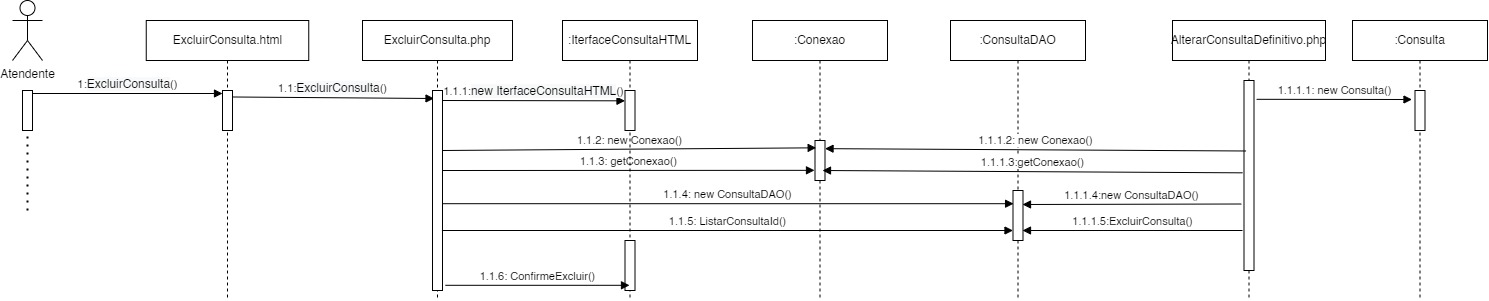 ExcluirConsulta.html
ExcluirConsulta.php
:IterfaceConsultaHTML
:Conexao
:ConsultaDAO
AlterarConsultaDefinitivo.php
:Consulta
Atendente
1:ExcluirConsulta()
1.1:ExcluirConsulta()
1.1.1:new IterfaceConsultaHTML()
1.1.1.1: new Consulta()
1.1.2: new Conexao()
1.1.1.2: new Conexao()
1.1.3: getConexao()
1.1.1.3:getConexao()
1.1.4: new ConsultaDAO()
1.1.1.4:new ConsultaDAO()
1.1.5: ListarConsultaId()
1.1.1.5:ExcluirConsulta()
1.1.6: ConfirmeExcluir()